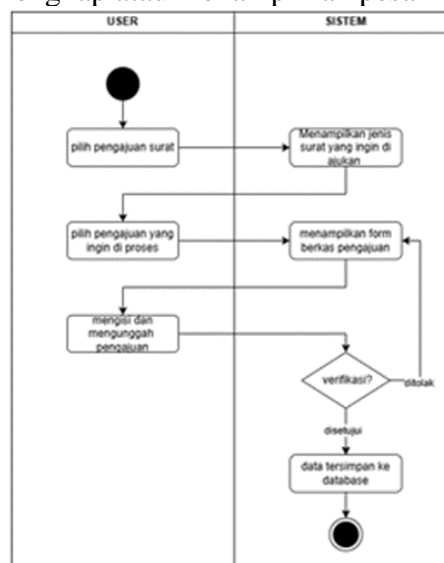 USER
SISTEM
pilih pengajuan surat
Menampilkan jenis
surat yang ingin di
ajukan
pilih pengajuan yang
ingin di proses
menampilkan form
berkas pengajuan
mengisi dan
mengunggah
pengajuan
verifikasi?
ditolak
disetujui
data tersimpan ke
database